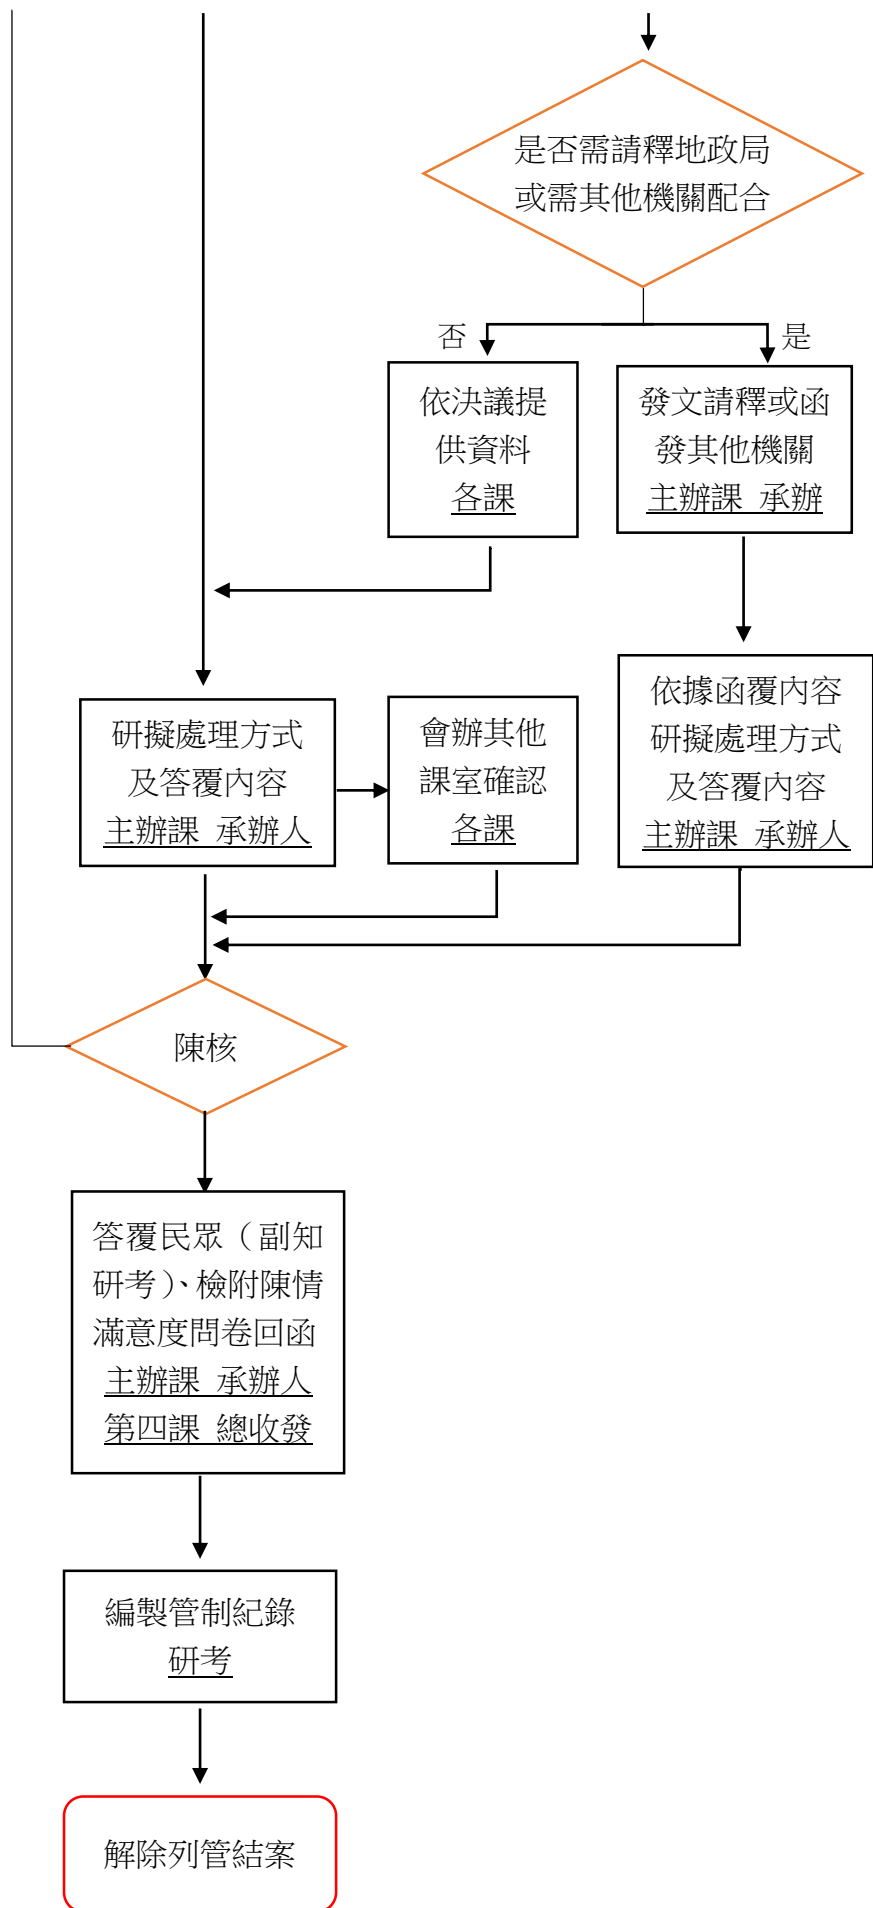 是否需請釋地政局
或需其他機關配合
否
是
依決議提
供資料
各課
發文請釋或函
發其他機關
主辦課 承辦
研擬處理方式
及答覆內容
主辦課 承辦人
會辦其他
課室確認
各課
依據函覆內容
研擬處理方式
及答覆內容
主辦課 承辦人
陳核
答覆民眾（副知
研考）、檢附陳情
滿意度問卷回函
主辦課 承辦人
第四課 總收發
編製管制紀錄
研考
解除列管結案